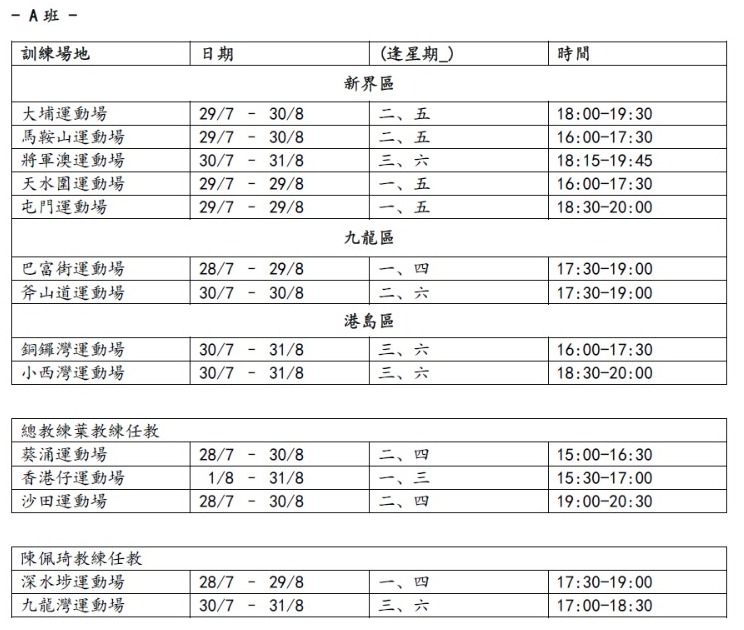 - A 班 -
訓練場地 日期 (逢星期_) 時間
新界區
大埔運動場 29/7 - 30/8 二、五 18:00-19:30
馬鞍山運動場 29/7 - 30/8 二、五 16:00-17:30
將軍澳運動場 30/7 - 31/8 三、六 18:15-19:45
天水圍運動場 29/7 - 29/8 一、五 16:00-17:30
屯門運動場 29/7 - 29/8 一、五 18:30-20:00
九龍區
巴富街運動場 28/7 - 29/8 一、四 17:30-19:00
斧山道運動場 30/7 - 30/8 二、六 17:30-19:00
港島區
銅鑼灣運動場 30/7 - 31/8 三、六 16:00-17:30
小西灣運動場 30/7 - 31/8 三、六 18:30-20:00
總教練葉教練任教
葵涌運動場 28/7 - 30/8 二、四 15:00-16:30
香港仔運動場 1/8 - 31/8 一、三 15:30-17:00
沙田運動場 28/7 - 30/8 二、四 19:00-20:30
陳佩琦教練任教
深水埗運動場 28/7 - 29/8 一、四 17:30-19:00
九龍灣運動場 30/7 - 31/8 三、六 17:00-18:30